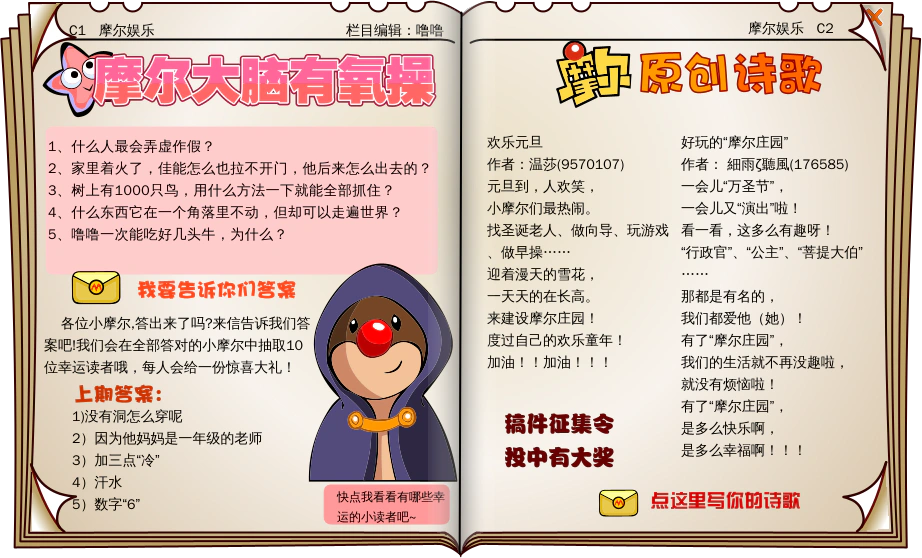 C1 摩尔娱乐
栏目编辑：噜噜
摩尔大脑有氧操
1、什么人最会弄虚作假？
2、家里着火了，佳能怎么也拉不开门，他后来怎么出去的？
3、树上有1000只鸟，用什么方法一下就能全部抓住？
4、什么东西它在一个角落里不动，但却可以走遍世界？
5、噜噜一次能吃好几头牛，为什么？
我要告诉你们答案
各位小摩尔,答出来了吗?来信告诉我们答
案吧!我们会在全部答对的小摩尔中抽取10
位幸运读者哦，每人会给一份惊喜大礼！
上期答案：
1)没有洞怎么穿呢
2）因为他妈妈是一年级的老师
3）加三点“冷”
4）汗水
5）数字“6”
快点我看看有哪些幸
运的小读者吧~
摩尔娱乐 C2
摩尔 原创诗歌
欢乐元旦
作者：温莎(9570107)
元旦到，人欢笑，
小摩尔们最热闹。
找圣诞老人、做向导、玩游戏
、做早操……
迎着漫天的雪花，
一天天的在长高。
来建设摩尔庄园！
度过自己的欢乐童年！
加油！！加油！！！
稿件征集令
投中有大奖
好玩的“摩尔庄园”
作者： 細雨ζ聽風(176585)
一会儿“万圣节”，
一会儿又“演出”啦！
看一看，这多么有趣呀！
“行政官”、“公主”、“菩提大伯”
……
那都是有名的，
我们都爱他（她）！
有了“摩尔庄园”，
我们的生活就不再没趣啦，
就没有烦恼啦！
有了“摩尔庄园”，
是多么快乐啊，
是多么幸福啊！！！
点这里写你的诗歌